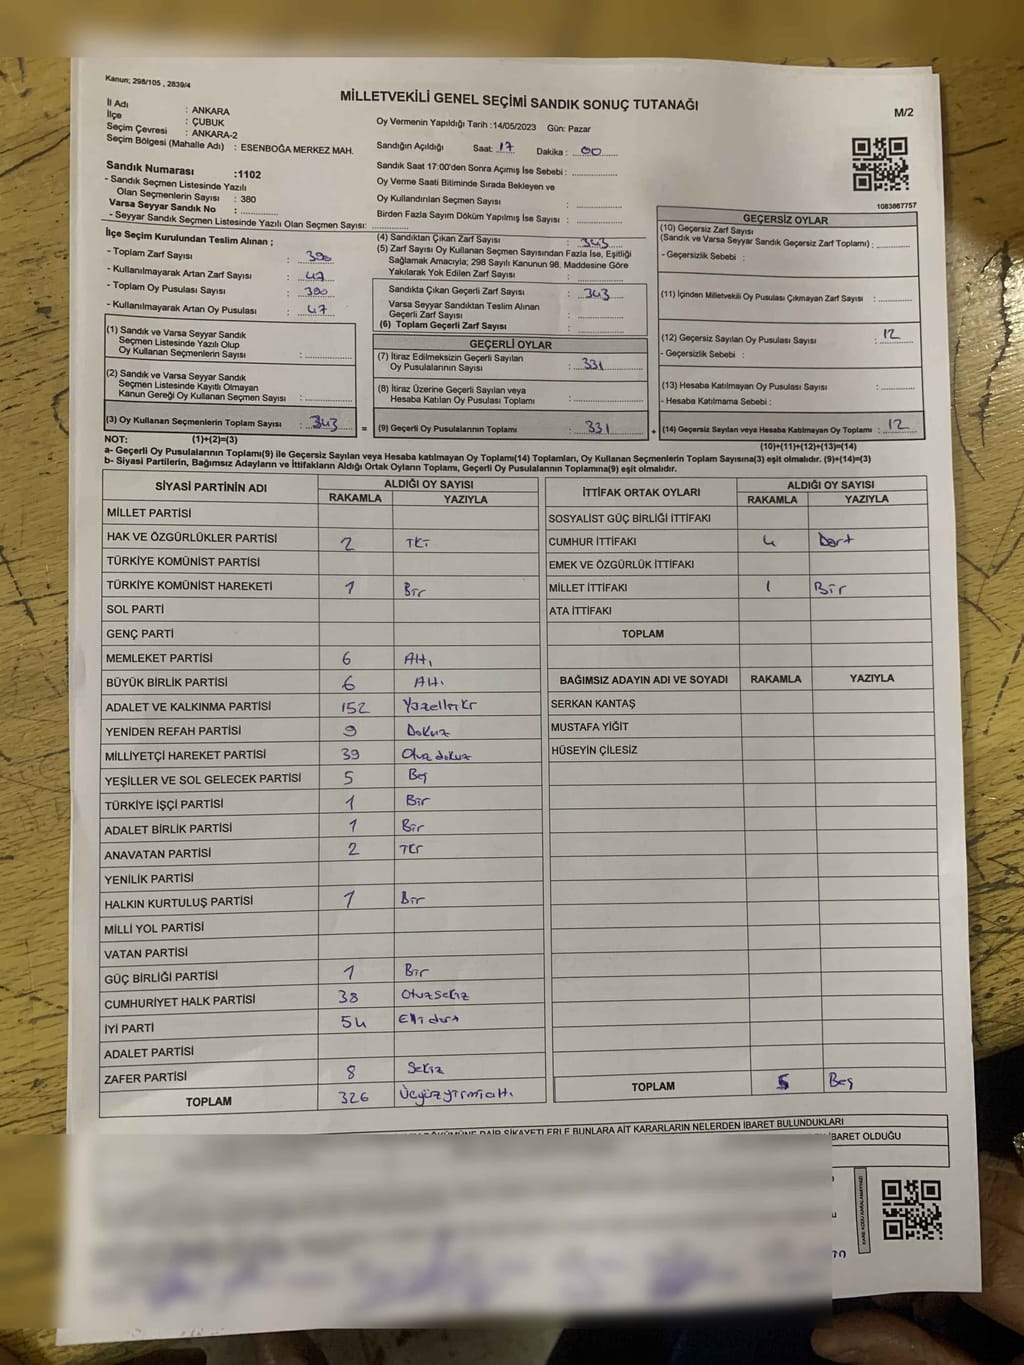 Kanun; 298/105 , 2839/4
MİLLETVEKİLİ GENEL SEÇİMİ SANDIK SONUÇ TUTANAĞI
M/2
İl Adı : ANKARA
İlçe : ÇUBUK
Seçim Çevresi : ANKARA-2
Seçim Bölgesi (Mahalle Adı) : ESENBOĞA MERKEZ MAH.
Oy Vermenin Yapıldığı Tarih :14/05/2023 Gün: Pazar
Sandığın Açıldığı Saat: 17 Dakika : 00
Sandık Saat 17:00'den Sonra Açımış İse Sebebi :
Oy Verme Saati Bitiminde Sırada Bekleyen ve
Oy Kullandırılan Seçmen Sayısı :
Birden Fazla Sayım Döküm Yapılmış İse Sayısı :
1083867757
Sandık Numarası :1102
- Sandık Seçmen Listesinde Yazılı
Olan Seçmenlerin Sayısı : 380
Varsa Seyyar Sandık No :
- Seyyar Sandık Seçmen Listesinde Yazılı Olan Seçmen Sayısı:
İlçe Seçim Kurulundan Teslim Alınan ;
- Toplam Zarf Sayısı : 390
- Kullanılmayarak Artan Zarf Sayısı : 47
- Toplam Oy Pusulası Sayısı : 390
- Kullanılmayarak Artan Oy Pusulası : 47
(1) Sandık ve Varsa Seyyar Sandık
Seçmen Listesinde Yazılı Olup
Oy Kullanan Seçmenlerin Sayısı :
(2) Sandık ve Varsa Seyyar Sandık
Seçmen Listesinde Kayıtlı Olmayan
Kanun Gereği Oy Kullanan Seçmen Sayısı :
(3) Oy Kullanan Seçmenlerin Toplam Sayısı : 343
=
(4) Sandıktan Çıkan Zarf Sayısı : 343
(5) Zarf Sayısı Oy Kullanan Seçmen Sayısından Fazla İse, Eşitliği
Sağlamak Amacıyla; 298 Sayılı Kanunun 98. Maddesine Göre
Yakılarak Yok Edilen Zarf Sayısı :
Sandıkta Çıkan Geçerli Zarf Sayısı : 343
Varsa Seyyar Sandıktan Teslim Alınan
Geçerli Zarf Sayısı :
(6) Toplam Geçerli Zarf Sayısı :
GEÇERLİ OYLAR
(7) İtiraz Edilmeksizin Geçerli Sayılan
Oy Pusulalarının Sayısı : 331
(8) İtiraz Üzerine Geçerli Sayılan veya
Hesaba Katılan Oy Pusulası Toplamı :
(9) Geçerli Oy Pusulalarının Toplamı : 331
+
GEÇERSİZ OYLAR
(10) Geçersiz Zarf Sayısı
(Sandık ve Varsa Seyyar Sandık Geçersiz Zarf Toplamı) :
- Geçersizlik Sebebi :
(11) İçinden Milletvekili Oy Pusulası Çıkmayan Zarf Sayısı :
(12) Geçersiz Sayılan Oy Pusulası Sayısı : 12
- Geçersizlik Sebebi :
(13) Hesaba Katılmayan Oy Pusulası Sayısı :
- Hesaba Katılmama Sebebi :
(14) Geçersiz Sayılan veya Hesaba Katılmayan Oy Toplamı : 12
NOT: (1)+(2)=(3)
(10)+(11)+(12)+(13)=(14)
a- Geçerli Oy Pusulalarının Toplamı(9) ile Geçersiz Sayılan veya Hesaba katılmayan Oy Toplamı(14) Toplamları, Oy Kullanan Seçmenlerin Toplam Sayısına(3) eşit olmalıdır. (9)+(14)=(3)
b- Siyasi Partilerin, Bağımsız Adayların ve İttifakların Aldığı Ortak Oyların Toplamı, Geçerli Oy Pusulalarının Toplamına(9) eşit olmalıdır.
SİYASİ PARTİNİN ADI ALDIĞI OY SAYISI
RAKAMLA YAZIYLA
MİLLET PARTİSİ
HAK VE ÖZGÜRLÜKLER PARTİSİ 2 İKİ
TÜRKİYE KOMÜNİST PARTİSİ
TÜRKİYE KOMÜNİST HAREKETİ 1 Bir
SOL PARTİ
GENÇ PARTİ
MEMLEKET PARTİSİ 6 Altı
BÜYÜK BİRLİK PARTİSİ 6 Altı
ADALET VE KALKINMA PARTİSİ 152 Yüzelliiki
YENİDEN REFAH PARTİSİ 9 Dokuz
MİLLİYETÇİ HAREKET PARTİSİ 39 Otuz dokuz
YEŞİLLER VE SOL GELECEK PARTİSİ 5 Beş
TÜRKİYE İŞÇİ PARTİSİ 1 Bir
ADALET BİRLİK PARTİSİ 1 Bir
ANAVATAN PARTİSİ 2 İki
YENİLİK PARTİSİ
HALKIN KURTULUŞ PARTİSİ 1 Bir
MİLLİ YOL PARTİSİ
VATAN PARTİSİ
GÜÇ BİRLİĞİ PARTİSİ 1 Bir
CUMHURİYET HALK PARTİSİ 38 Otuzsekiz
İYİ PARTİ 54 Elli dört
ADALET PARTİSİ
ZAFER PARTİSİ 8 Sekiz
TOPLAM 326 Üçyüzyirmialtı
İTTİFAK ORTAK OYLARI ALDIĞI OY SAYISI
RAKAMLA YAZIYLA
SOSYALİST GÜÇ BİRLİĞİ İTTİFAKI
CUMHUR İTTİFAKI 4 Dört
EMEK VE ÖZGÜRLÜK İTTİFAKI
MİLLET İTTİFAKI 1 Bir
ATA İTTİFAKI
TOPLAM
BAĞIMSIZ ADAYIN ADI VE SOYADI RAKAMLA YAZIYLA
SERKAN KANTAŞ
MUSTAFA YİĞİT
HÜSEYİN ÇİLESİZ
TOPLAM 5 Beş
DAİR ŞİKAYETLERLE BUNLARA AİT KARARLARIN NELERDEN İBARET BULUNDUKLARI
İBARET OLDUĞU